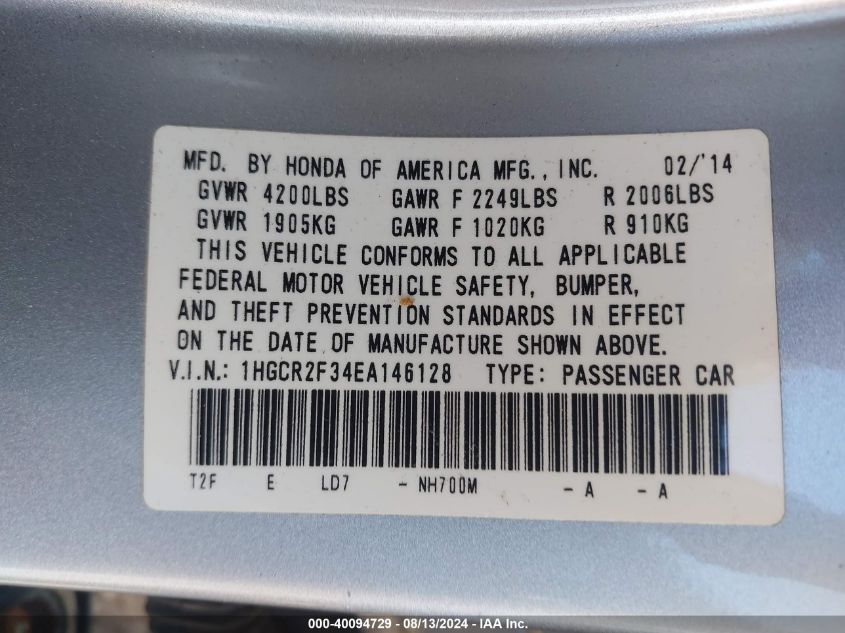 MFD. BY HONDA OF AMERICA MFG., INC. 02/'14
GVWR 4200LBS GAWR F 2249LBS R 2006LBS
GVWR 1905KG GAWR F 1020KG R 910KG
THIS VEHICLE CONFORMS TO ALL APPLICABLE
FEDERAL MOTOR VEHICLE SAFETY, BUMPER,
AND THEFT PREVENTION STANDARDS IN EFFECT
ON THE DATE OF MANUFACTURE SHOWN ABOVE.
V.I.N.: 1HGCR2F34EA146128 TYPE: PASSENGER CAR
T2F E LD7 - NH700M - A - A
000-40094729 - 08/13/2024 - IAA Inc.